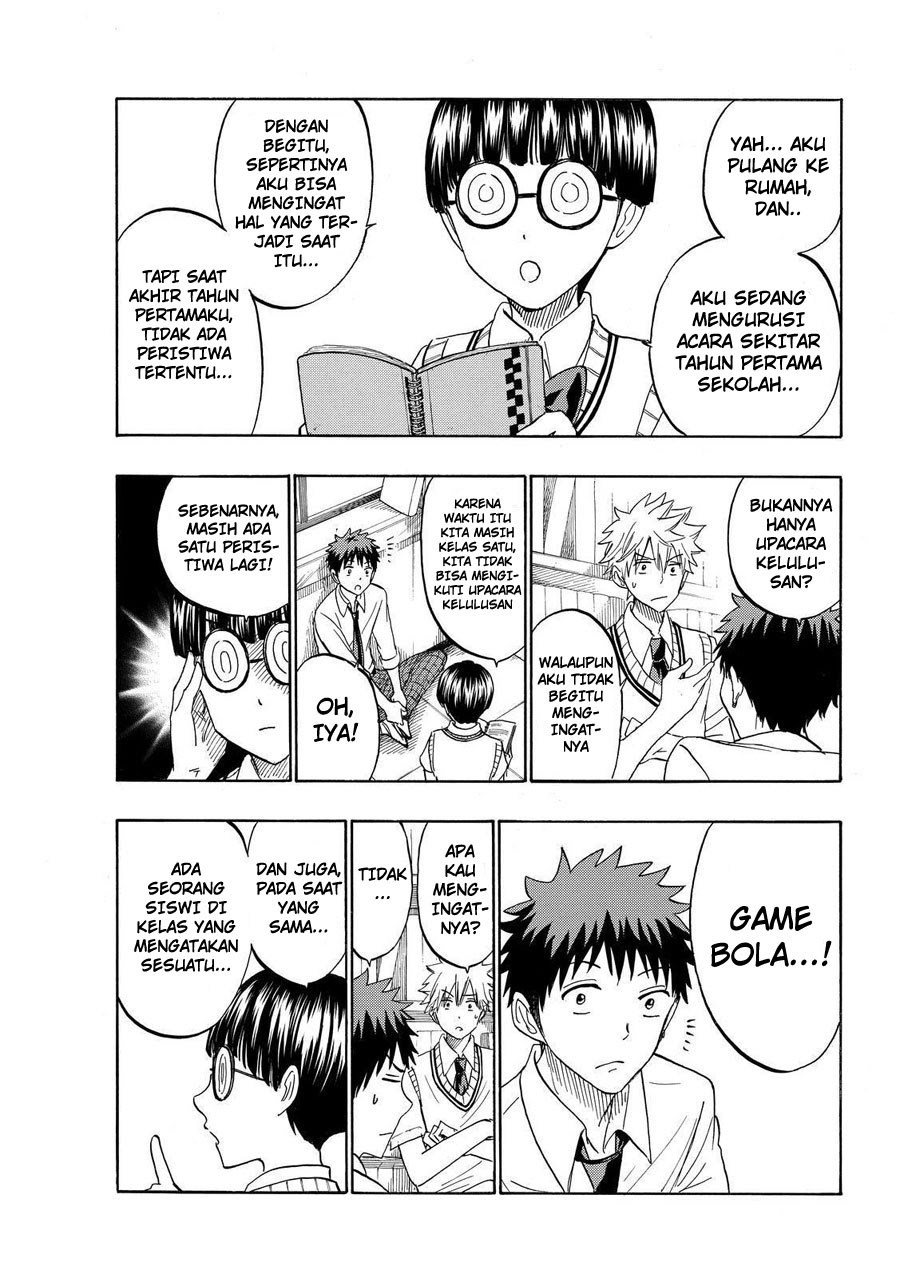 YAH... AKU
PULANG KE
RUMAH,
DAN..
AKU SEDANG
MENGURUSI
ACARA SEKITAR
TAHUN PERTAMA
SEKOLAH...
DENGAN
BEGITU,
SEPERTINYA
AKU BISA
MENGINGAT
HAL YANG TER-
JADI SAAT
ITU...
TAPI SAAT
AKHIR TAHUN
PERTAMAKU,
TIDAK ADA
PERISTIWA
TERTENTU...
BUKANNYA
HANYA
UPACARA
KELULU-
SAN?
WALAUPUN
AKU TIDAK
BEGITU
MENG-
INGAT-
NYA
KARENA
WAKTU ITU
KITA MASIH
KELAS SATU,
KITA TIDAK
BISA MENGI-
KUTI UPACARA
KELULUSAN
OH,
IYA!
SEBENARNYA,
MASIH ADA
SATU PERIS-
TIWA LAGI!
GAME
BOLA...!
APA
KAU
MENG-
INGAT-
NYA?
TIDAK
...
DAN JUGA,
PADA SAAT
YANG
SAMA...
ADA
SEORANG
SISWI DI
KELAS YANG
MENGATAKAN
SESUATU...